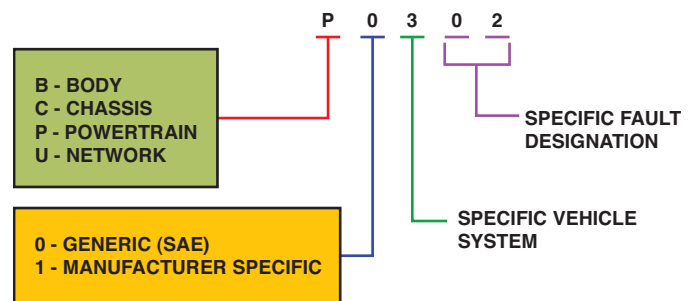 P 0 3 0 2
B - BODY
C - CHASSIS
P - POWERTRAIN
U - NETWORK
SPECIFIC FAULT
DESIGNATION
0 - GENERIC (SAE)
1 - MANUFACTURER SPECIFIC
SPECIFIC VEHICLE
SYSTEM